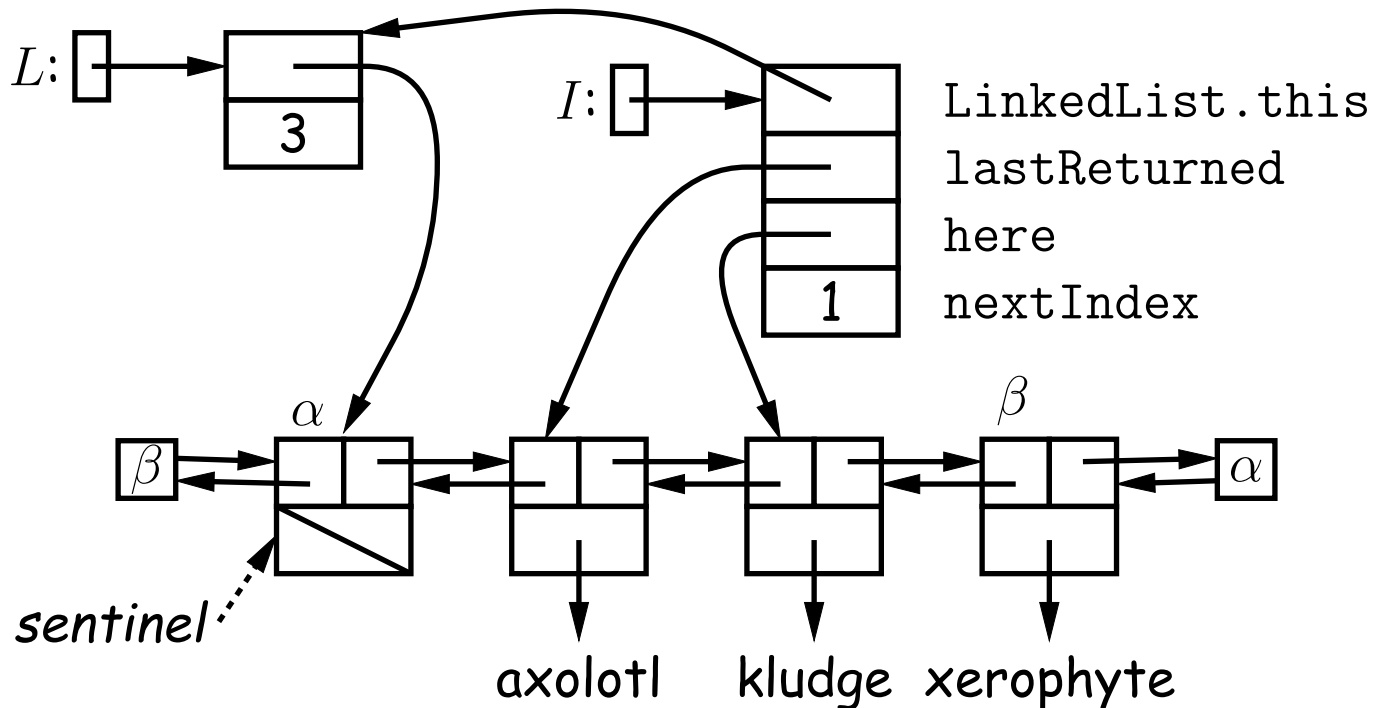 L:
3
I:
LinkedList.this
lastReturned
here
1 nextIndex
α
β
β
α
sentinel
axolotl kludge xerophyte